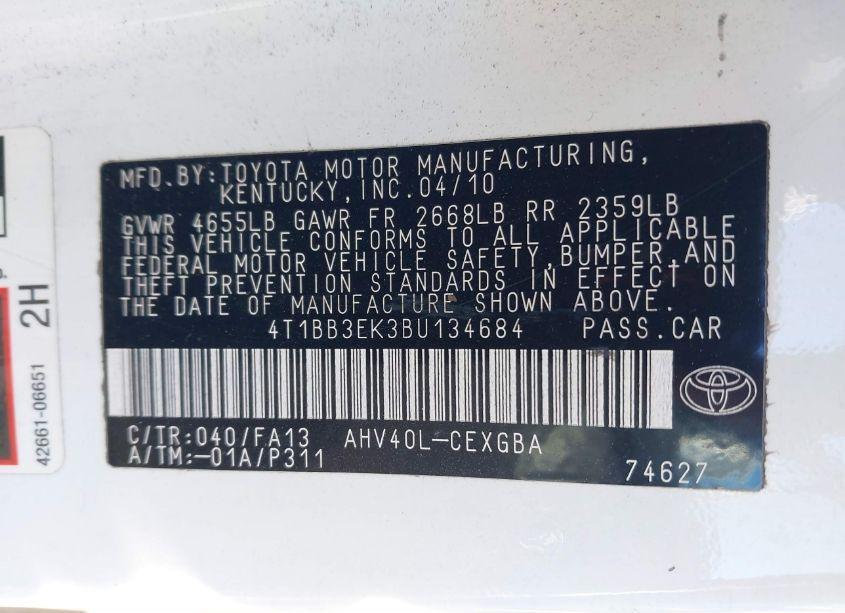 MFD.BY:TOYOTA MOTOR MANUFACTURING,
KENTUCKY,INC.04/10
GVWR 4655LB GAWR FR 2668LB RR 2359LB
THIS VEHICLE CONFORMS TO ALL APPLICABLE
FEDERAL MOTOR VEHICLE SAFETY,BUMPER,AND
THEFT PREVENTION STANDARDS IN EFFECT ON
THE DATE OF MANUFACTURE SHOWN ABOVE.
4T1BB3EK3BU134684 PASS.CAR
C/TR:040/FA13 AHV40L-CEXGBA
A/TM:-01A/P311
74627
2H
42661-06651